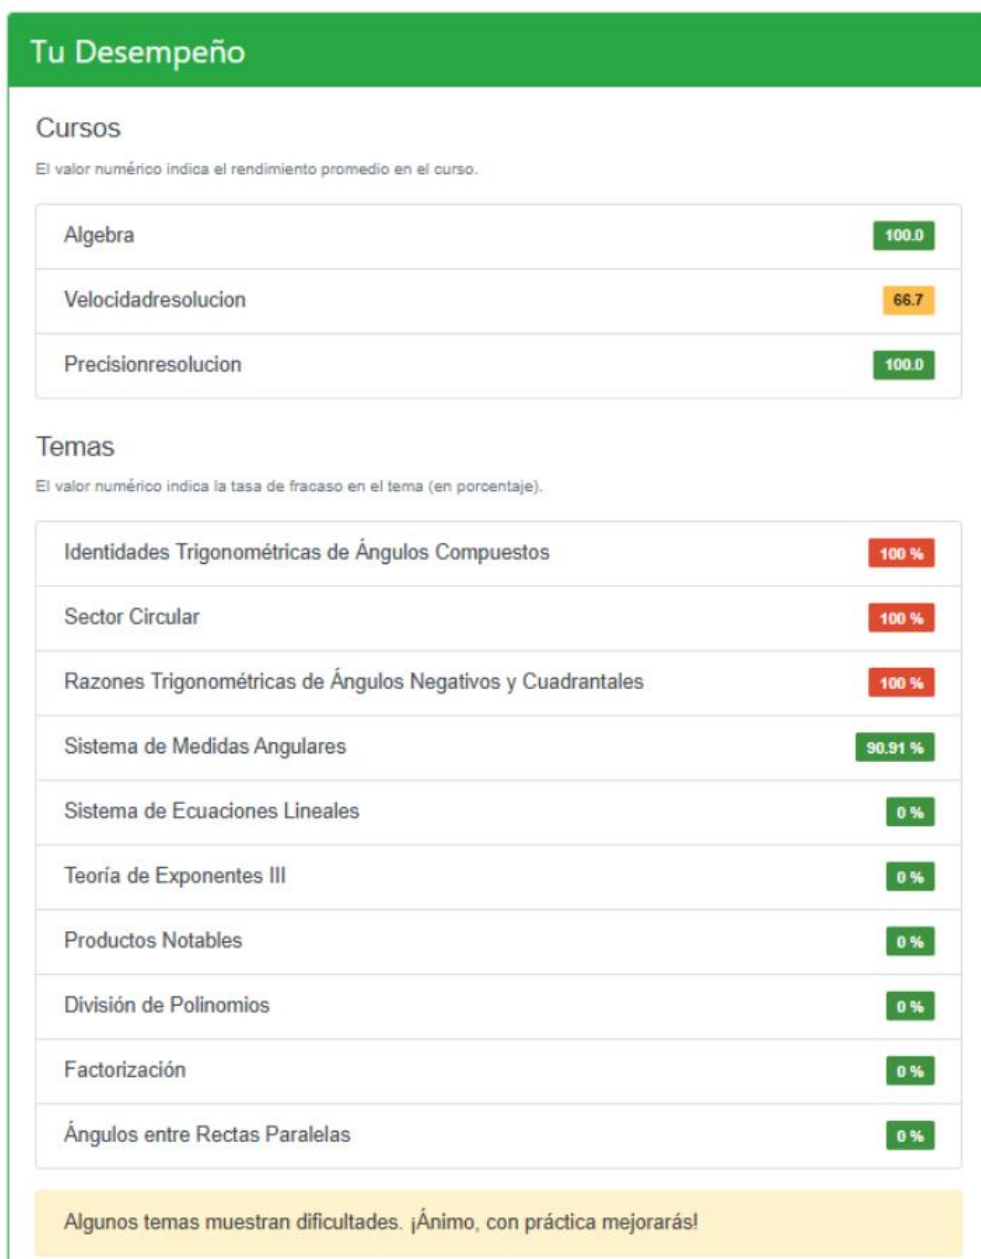 Tu Desempeño
Cursos
El valor numérico indica el rendimiento promedio en el curso.
Algebra 100.0
Velocidadresolucion 66.7
Precisionresolucion 100.0
Temas
El valor numérico indica la tasa de fracaso en el tema (en porcentaje).
Identidades Trigonométricas de Ángulos Compuestos 100 %
Sector Circular 100 %
Razones Trigonométricas de Ángulos Negativos y Cuadrantales 100 %
Sistema de Medidas Angulares 90.91 %
Sistema de Ecuaciones Lineales 0 %
Teoría de Exponentes III 0 %
Productos Notables 0 %
División de Polinomios 0 %
Factorización 0 %
Ángulos entre Rectas Paralelas 0 %
Algunos temas muestran dificultades. ¡Ánimo, con práctica mejorarás!